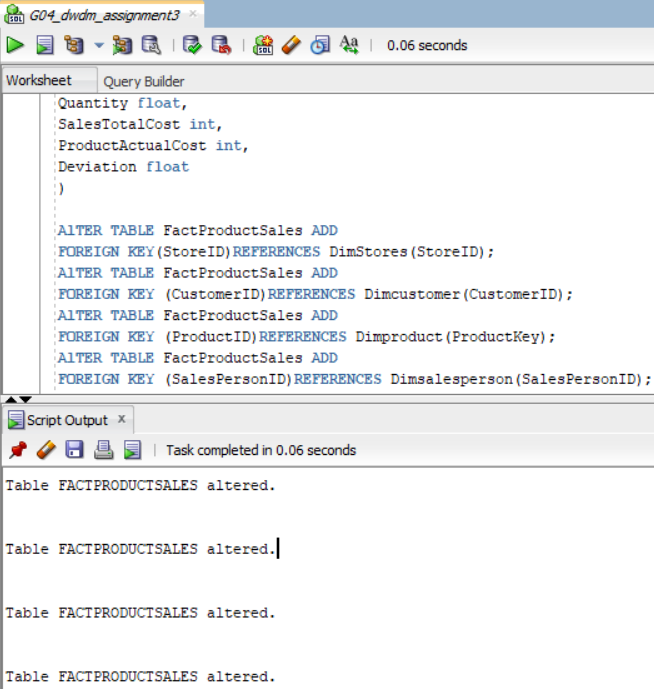 G04_dwdm_assignment3
0.06 seconds
Worksheet Query Builder
Quantity float,
SalesTotalCost int,
ProductActualCost int,
Deviation float
)
AlTER TABLE FactProductSales ADD
FOREIGN KEY(StoreID)REFERENCES DimStores(StoreID);
AlTER TABLE FactProductSales ADD
FOREIGN KEY (CustomerID)REFERENCES Dimcustomer(CustomerID);
AlTER TABLE FactProductSales ADD
FOREIGN KEY (ProductID)REFERENCES Dimproduct(ProductKey);
AlTER TABLE FactProductSales ADD
FOREIGN KEY (SalesPersonID)REFERENCES Dimsalesperson(SalesPersonID);
Script Output x
Task completed in 0.06 seconds
Table FACTPRODUCTSALES altered.
Table FACTPRODUCTSALES altered.
Table FACTPRODUCTSALES altered.
Table FACTPRODUCTSALES altered.